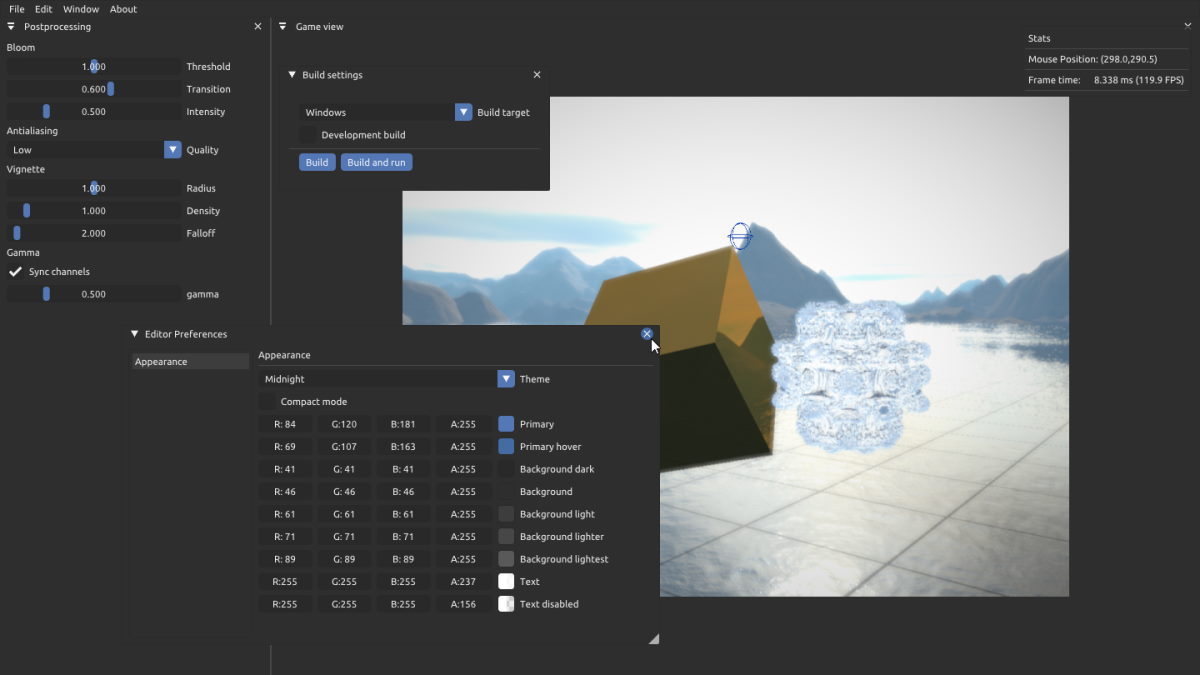 File Edit Window About
Postprocessing
Bloom
1.000 Threshold
0.600 Transition
0.500 Intensity
Antialiasing
Low Quality
Vignette
1.000 Radius
1.000 Density
2.000 Falloff
Gamma
Sync channels
0.500 gamma
Game view
Stats
Mouse Position: (298.0,290.5)
Frame time: 8.338 ms (119.9 FPS)
Build settings
Windows Build target
Development build
Build Build and run
Editor Preferences
Appearance
Appearance
Midnight Theme
Compact mode
R: 84 G:120 B:181 A:255 Primary
R: 69 G:107 B:163 A:255 Primary hover
R: 41 G: 41 B: 41 A:255 Background dark
R: 46 G: 46 B: 46 A:255 Background
R: 61 G: 61 B: 61 A:255 Background light
R: 71 G: 71 B: 71 A:255 Background lighter
R: 89 G: 89 B: 89 A:255 Background lightest
R:255 G:255 B:255 A:237 Text
R:255 G:255 B:255 A:156 Text disabled